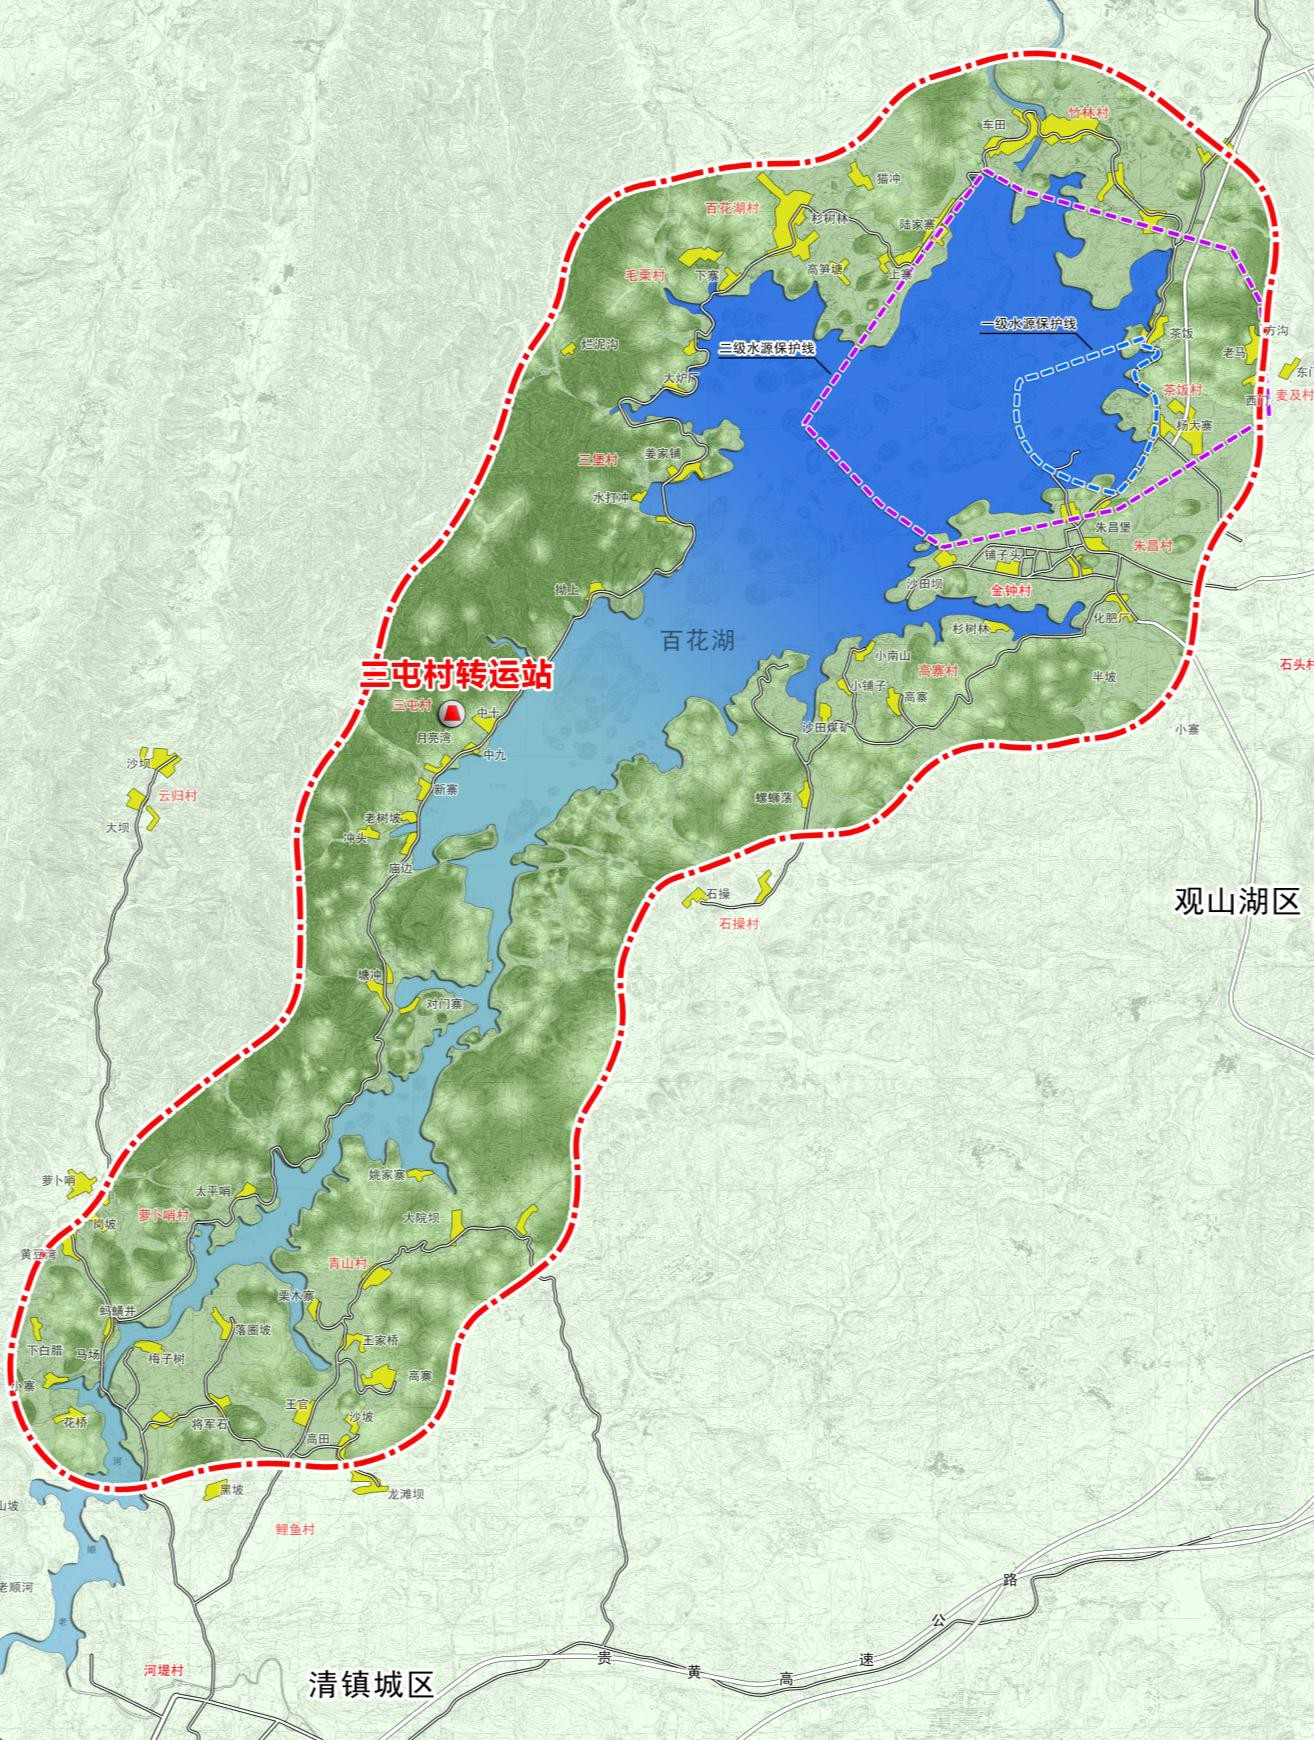 竹林村
车田
猫冲
百花湖村
杉树林
陆家寨
毛栗村
下寨
高笋塘
上寨
一级水源保护线
方沟
茶饭
烂泥沟
二级水源保护线
老马
东门
大炉厂
茶饭村
西门
麦及村
杨大寨
姜家铺
三堡村
水打冲
朱昌堡
朱昌村
铺子头
沙田坝
金钟村
拗上
化肥厂
杉树林
百花湖
小南山
石头村
高寨村
三屯村转运站
半坡
小铺子
高寨
三屯村
中十
沙田煤矿
小寨
月亮湾
中九
沙坝
新寨
云归村
螺蛳荡
老树坡
大坝
冲头
庙边
石操
观山湖区
石操村
塘冲
对门寨
姚家寨
萝卜哨
太平哨
萝卜哨村
大院坝
岗坡
黄豆湾
青山村
栗木寨
蚂蟥井
落圈坡
王家桥
下白腊
马场
梅子树
高寨
小寨
王官
沙坡
花桥
将军石
高田
河
黑坡
龙滩坝
山坡
鲤鱼村
顺
老顺河
路
老
公
贵
黄
高
速
河堤村
清镇城区